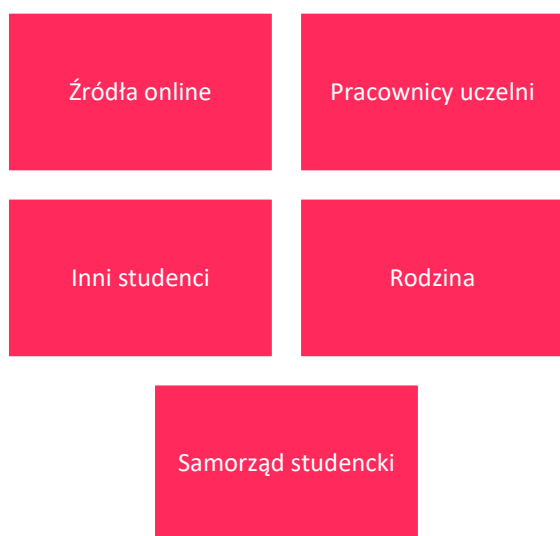 Źródła online
Pracownicy uczelni
Inni studenci
Rodzina
Samorząd studencki